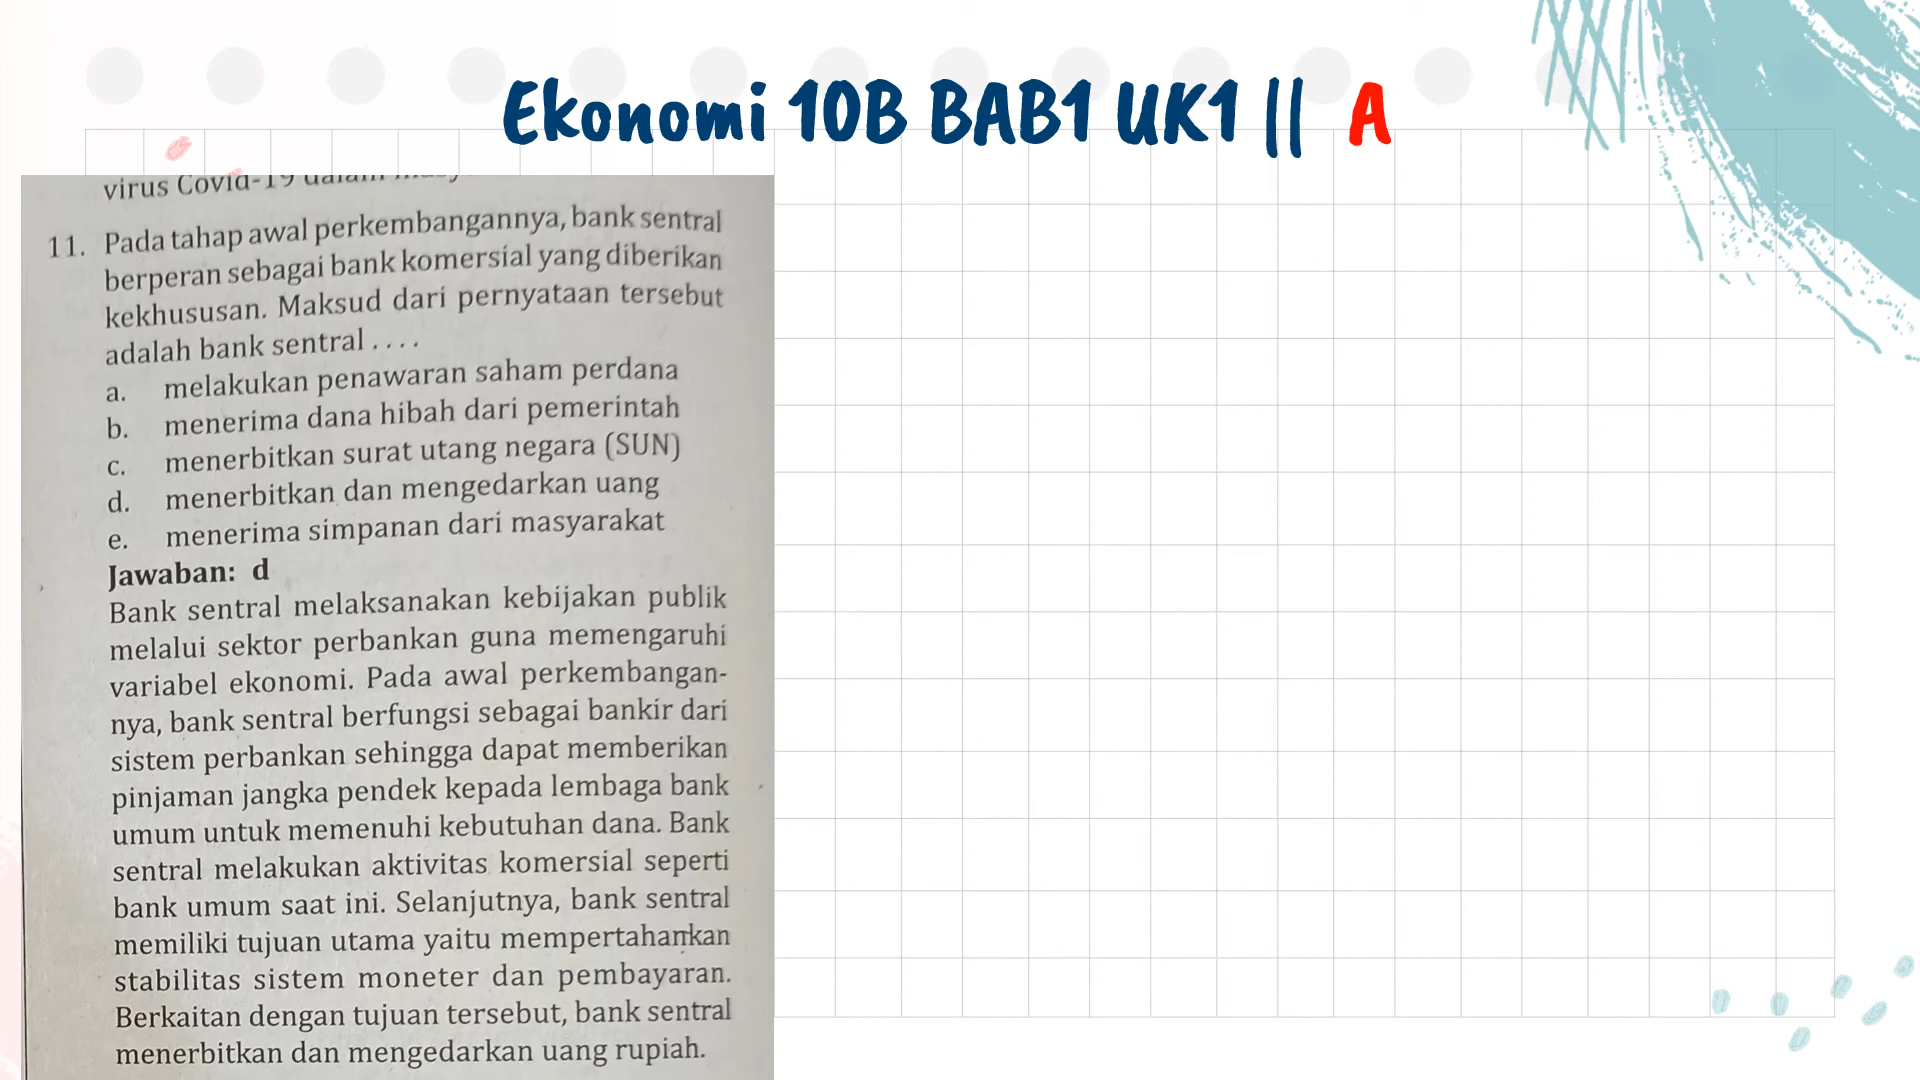 Ekonomi 10B BAB1 UK1 || A
virus Covid-19 dalam
11. Pada tahap awal perkembangannya, bank sentral
berperan sebagai bank komersial yang diberikan
kekhususan. Maksud dari pernyataan tersebut
adalah bank sentral . . . .
a. melakukan penawaran saham perdana
b. menerima dana hibah dari pemerintah
c. menerbitkan surat utang negara (SUN)
d. menerbitkan dan mengedarkan uang
e. menerima simpanan dari masyarakat
Jawaban: d
Bank sentral melaksanakan kebijakan publik
melalui sektor perbankan guna memengaruhi
variabel ekonomi. Pada awal perkembangan-
nya, bank sentral berfungsi sebagai bankir dari
sistem perbankan sehingga dapat memberikan
pinjaman jangka pendek kepada lembaga bank
umum untuk memenuhi kebutuhan dana. Bank
sentral melakukan aktivitas komersial seperti
bank umum saat ini. Selanjutnya, bank sentral
memiliki tujuan utama yaitu mempertahankan
stabilitas sistem moneter dan pembayaran.
Berkaitan dengan tujuan tersebut, bank sentral
menerbitkan dan mengedarkan uang rupiah.